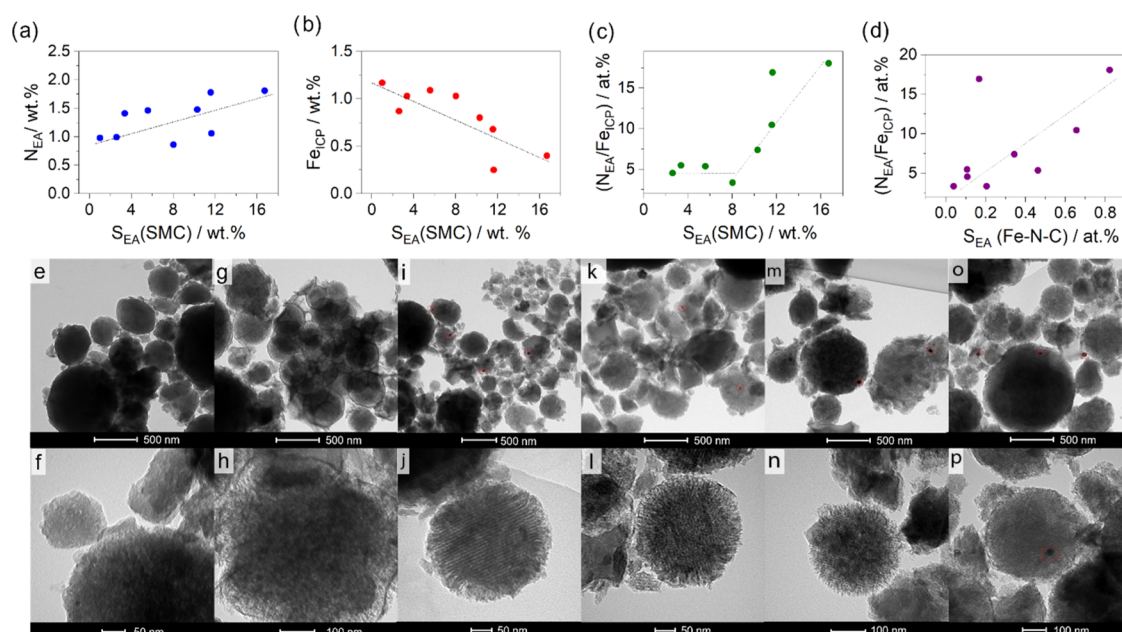 (a)
2.5
2.0
1.5
1.0
0.5
0.0
N_EA/ wt.%
0 4 8 12 16
S_EA(SMC) / wt.%
(b)
1.5
1.0
0.5
0.0
Fe_ICP / wt.%
0 4 8 12 16
S_EA(SMC) / wt.%
(c)
15
10
5
(N_EA/Fe_ICP) / at.%
0 4 8 12 16
S_EA(SMC) / wt.%
(d)
20
15
10
5
(N_EA/Fe_ICP) / at.%
0.0 0.2 0.4 0.6 0.8
S_EA (Fe-N-C) / at.%
e
500 nm
g
500 nm
i
500 nm
k
500 nm
m
500 nm
o
500 nm
f
50 nm
h
100 nm
j
50 nm
l
50 nm
n
100 nm
p
100 nm